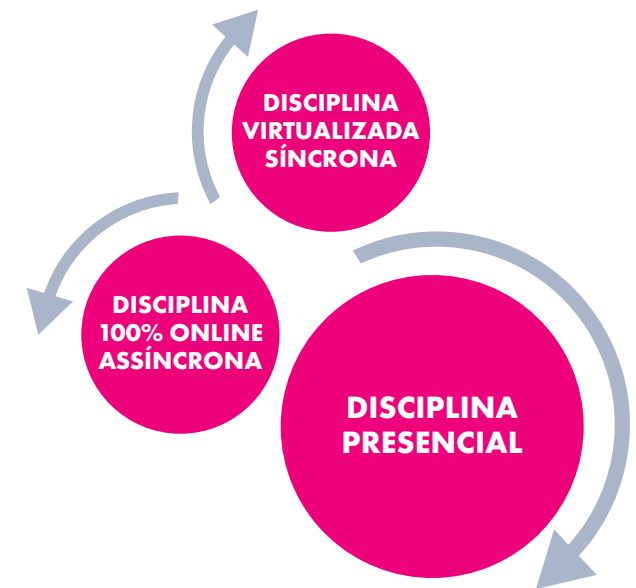 DISCIPLINA
VIRTUALIZADA
SÍNCRONA
DISCIPLINA
100% ONLINE
ASSÍNCRONA
DISCIPLINA
PRESENCIAL